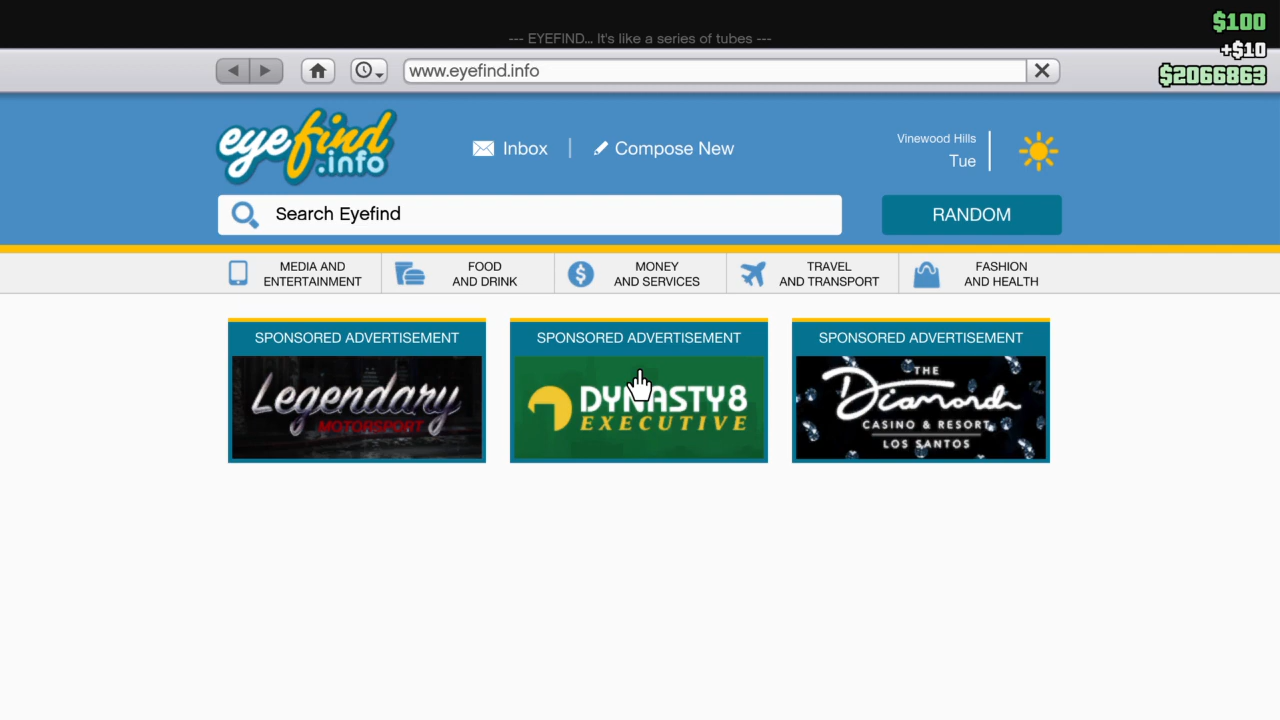 $100
--- EYEFIND... It's like a series of tubes ---
+$10
www.eyefind.info
$2066863
eyefind
.info
Inbox
Compose New
Vinewood Hills
Tue
Search Eyefind
RANDOM
MEDIA AND
ENTERTAINMENT
FOOD
AND DRINK
MONEY
AND SERVICES
TRAVEL
AND TRANSPORT
FASHION
AND HEALTH
SPONSORED ADVERTISEMENT
Legendary
MOTORSPORT
SPONSORED ADVERTISEMENT
DYNASTY8
EXECUTIVE
SPONSORED ADVERTISEMENT
THE
Diamond
CASINO & RESORT
LOS SANTOS